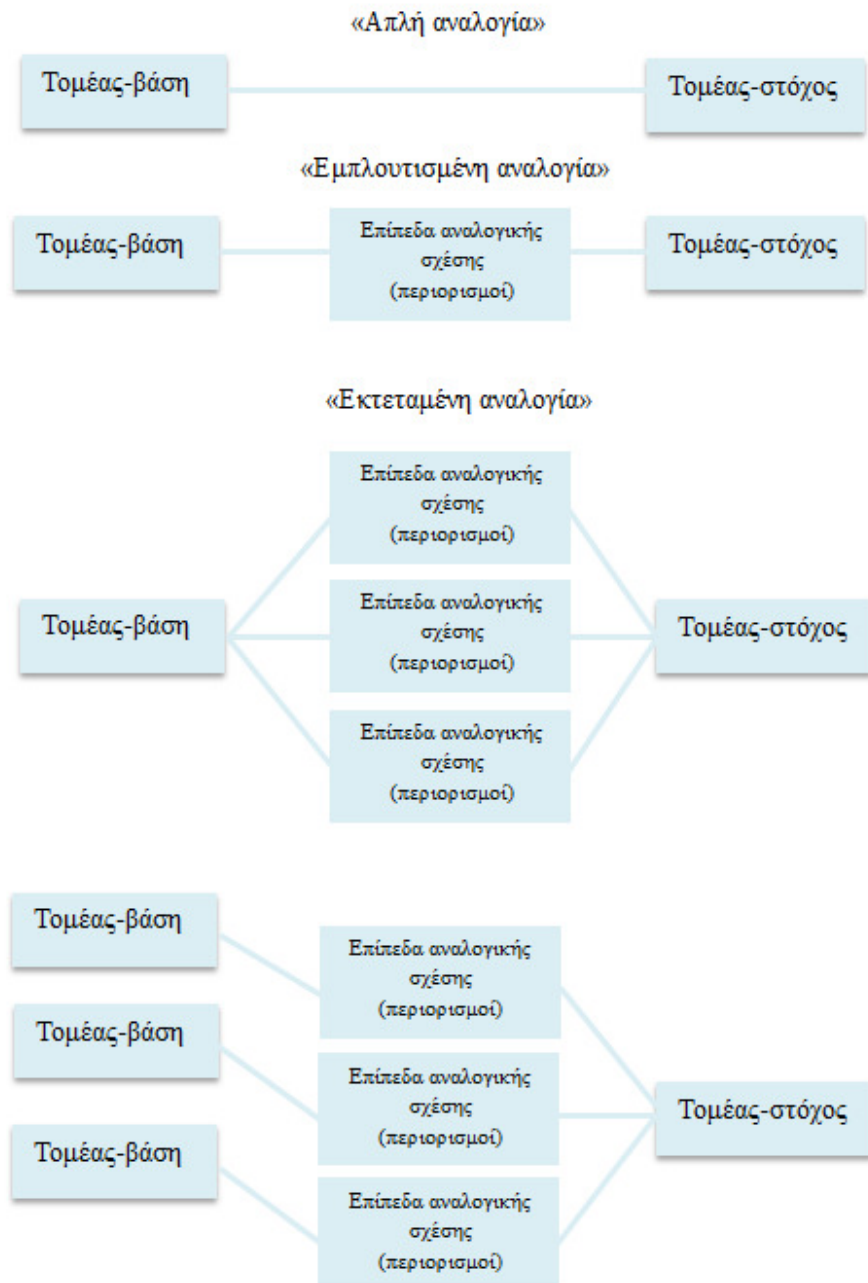 «Απλή αναλογία»
Τομέας-βάση
Τομέας-στόχος
«Εμπλουτισμένη αναλογία»
Τομέας-βάση
Επίπεδα αναλογικής
σχέσης
(περιορισμοί)
Τομέας-στόχος
«Εκτεταμένη αναλογία»
Επίπεδα αναλογικής
σχέσης
(περιορισμοί)
Τομέας-βάση
Επίπεδα αναλογικής
σχέσης
(περιορισμοί)
Τομέας-στόχος
Επίπεδα αναλογικής
σχέσης
(περιορισμοί)
Τομέας-βάση
Επίπεδα αναλογικής
σχέσης
(περιορισμοί)
Τομέας-βάση
Επίπεδα αναλογικής
σχέσης
(περιορισμοί)
Τομέας-στόχος
Τομέας-βάση
Επίπεδα αναλογικής
σχέσης
(περιορισμοί)